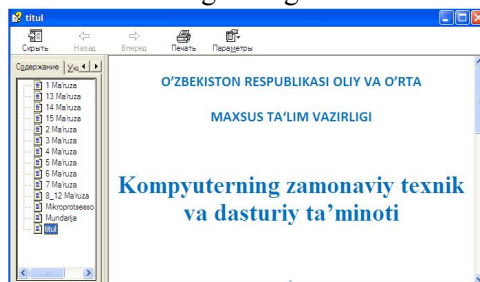 titul
Скрыть Назад Вперед Печать Параметры
Содержание
1 Ma'ruza
13 Ma'ruza
14 Ma'ruza
15 Ma'ruza
2 Ma'ruza
3 Ma'ruza
4 Ma'ruza
5 Ma'ruza
6 Ma'ruza
7 Ma'ruza
8_12 Ma'ruza
Mikroprotsesso
Mundarija
titul
O’ZBEKISTON RESPUBLIKASI OLIY VA O’RTA
MAXSUS TA‘LIM VAZIRLIGI
Kompyuterning zamonaviy texnik
va dasturiy ta’minoti